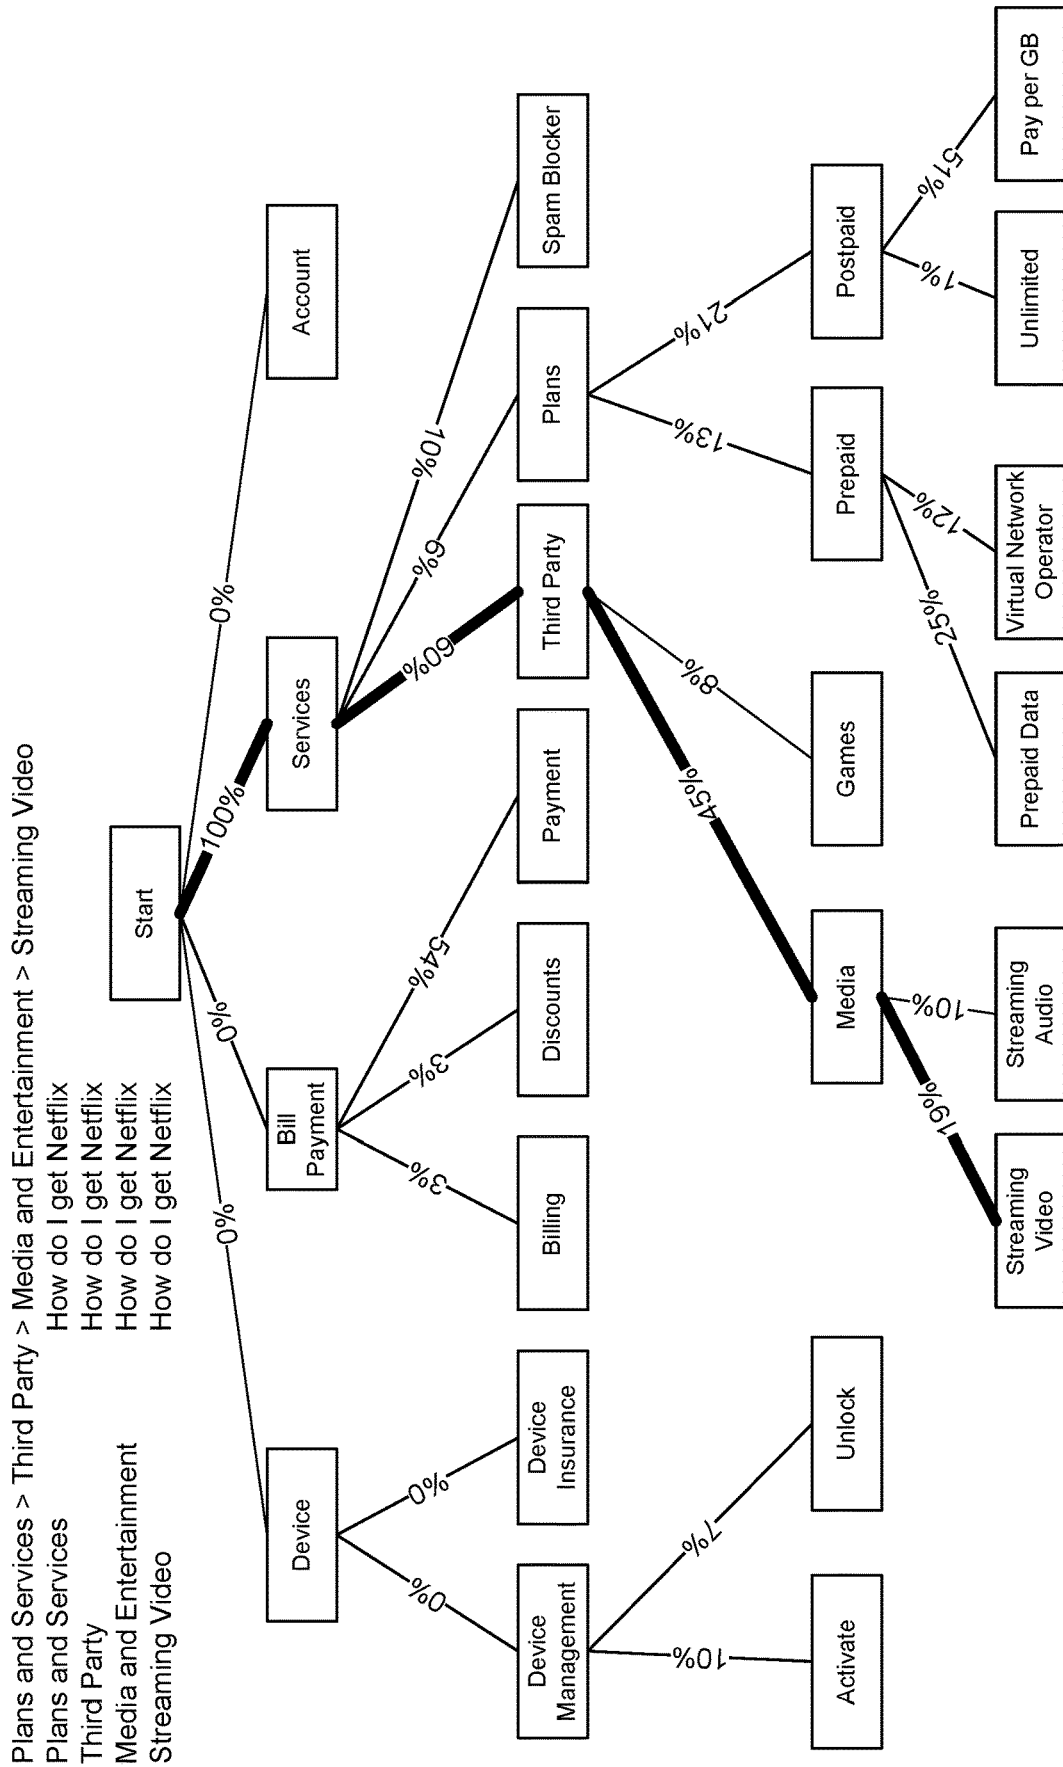 Plans and Services > Third Party > Media and Entertainment > Streaming Video
Plans and Services How do I get Netflix
Third Party How do I get Netflix
Media and Entertainment How do I get Netflix
Streaming Video How do I get Netflix
Start
0%
0%
100%
0%
Device
Bill
Payment
Services
Account
0%
0%
3%
3%
54%
60%
6%
10%
Device
Management
Device
Insurance
Billing
Discounts
Payment
Third Party
Plans
Spam Blocker
10%
7%
45%
8%
13%
21%
Activate
Unlock
Media
Games
Prepaid
Postpaid
19%
10%
25%
12%
1%
51%
Streaming
Video
Streaming
Audio
Prepaid Data
Virtual Network
Operator
Unlimited
Pay per GB